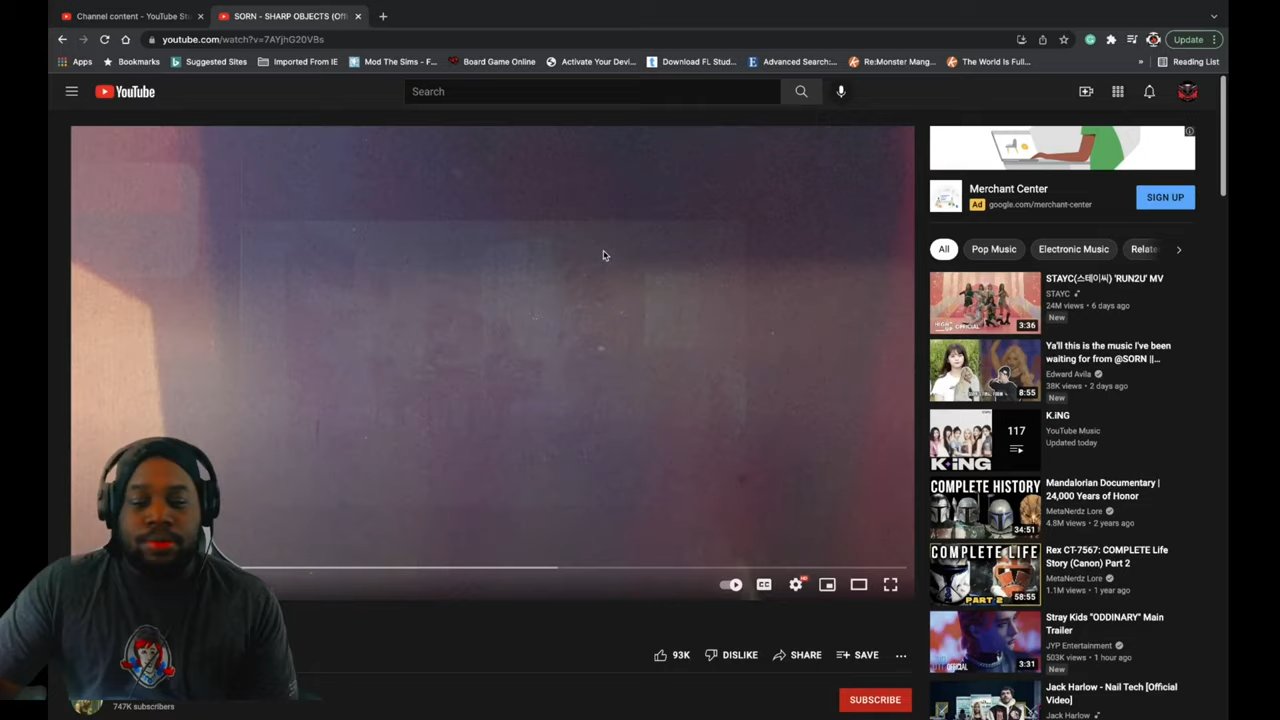 Channel content - YouTube Stu
SORN - SHARP OBJECTS (Offi
youtube.com/watch?v=7AYjhG20VBs
Update
Apps
Bookmarks
Suggested Sites
Imported From IE
Mod The Sims - F...
Board Game Online
Activate Your Devi...
Download FL Stud...
Advanced Search:...
Re:Monster Mang...
The World Is Full...
»
Reading List
YouTube
Search
Merchant Center
Ad google.com/merchant-center
SIGN UP
All
Pop Music
Electronic Music
Relate
STAYC(스테이씨) 'RUN2U' MV
STAYC
24M views • 6 days ago
New
3:36
Ya'll this is the music I've been
waiting for from @SORN ||...
Edward Avila
38K views • 2 days ago
New
8:55
K.iNG
YouTube Music
Updated today
117
K.iNG
COMPLETE HISTORY
34:51
Mandalorian Documentary |
24,000 Years of Honor
MetaNerdz Lore
4.8M views • 2 years ago
COMPLETE LIFE
PART 2
58:55
Rex CT-7567: COMPLETE Life
Story (Canon) Part 2
MetaNerdz Lore
1.1M views • 1 year ago
Stray Kids "ODDINARY" Main
Trailer
JYP Entertainment
503K views • 1 hour ago
New
3:31
Jack Harlow - Nail Tech [Official
Video]
Jack Harlow
CC
HD
93K
DISLIKE
SHARE
SAVE
747K subscribers
SUBSCRIBE